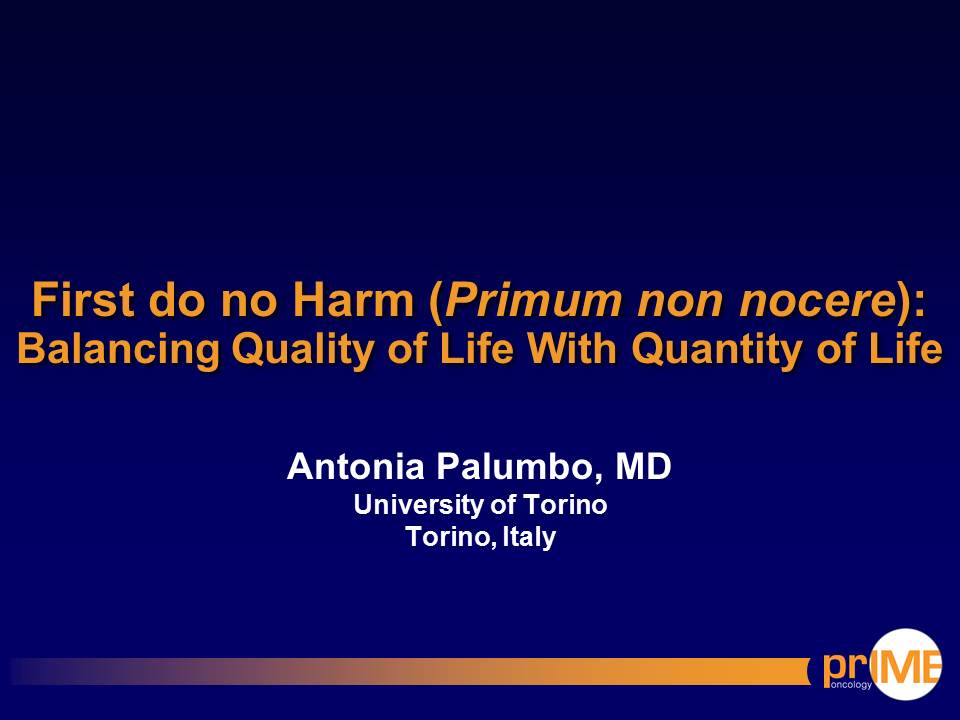 First do no Harm (Primum non nocere):
Balancing Quality of Life With Quantity of Life
Antonia Palumbo, MD
University of Torino
Torino, Italy
prIME
oncology